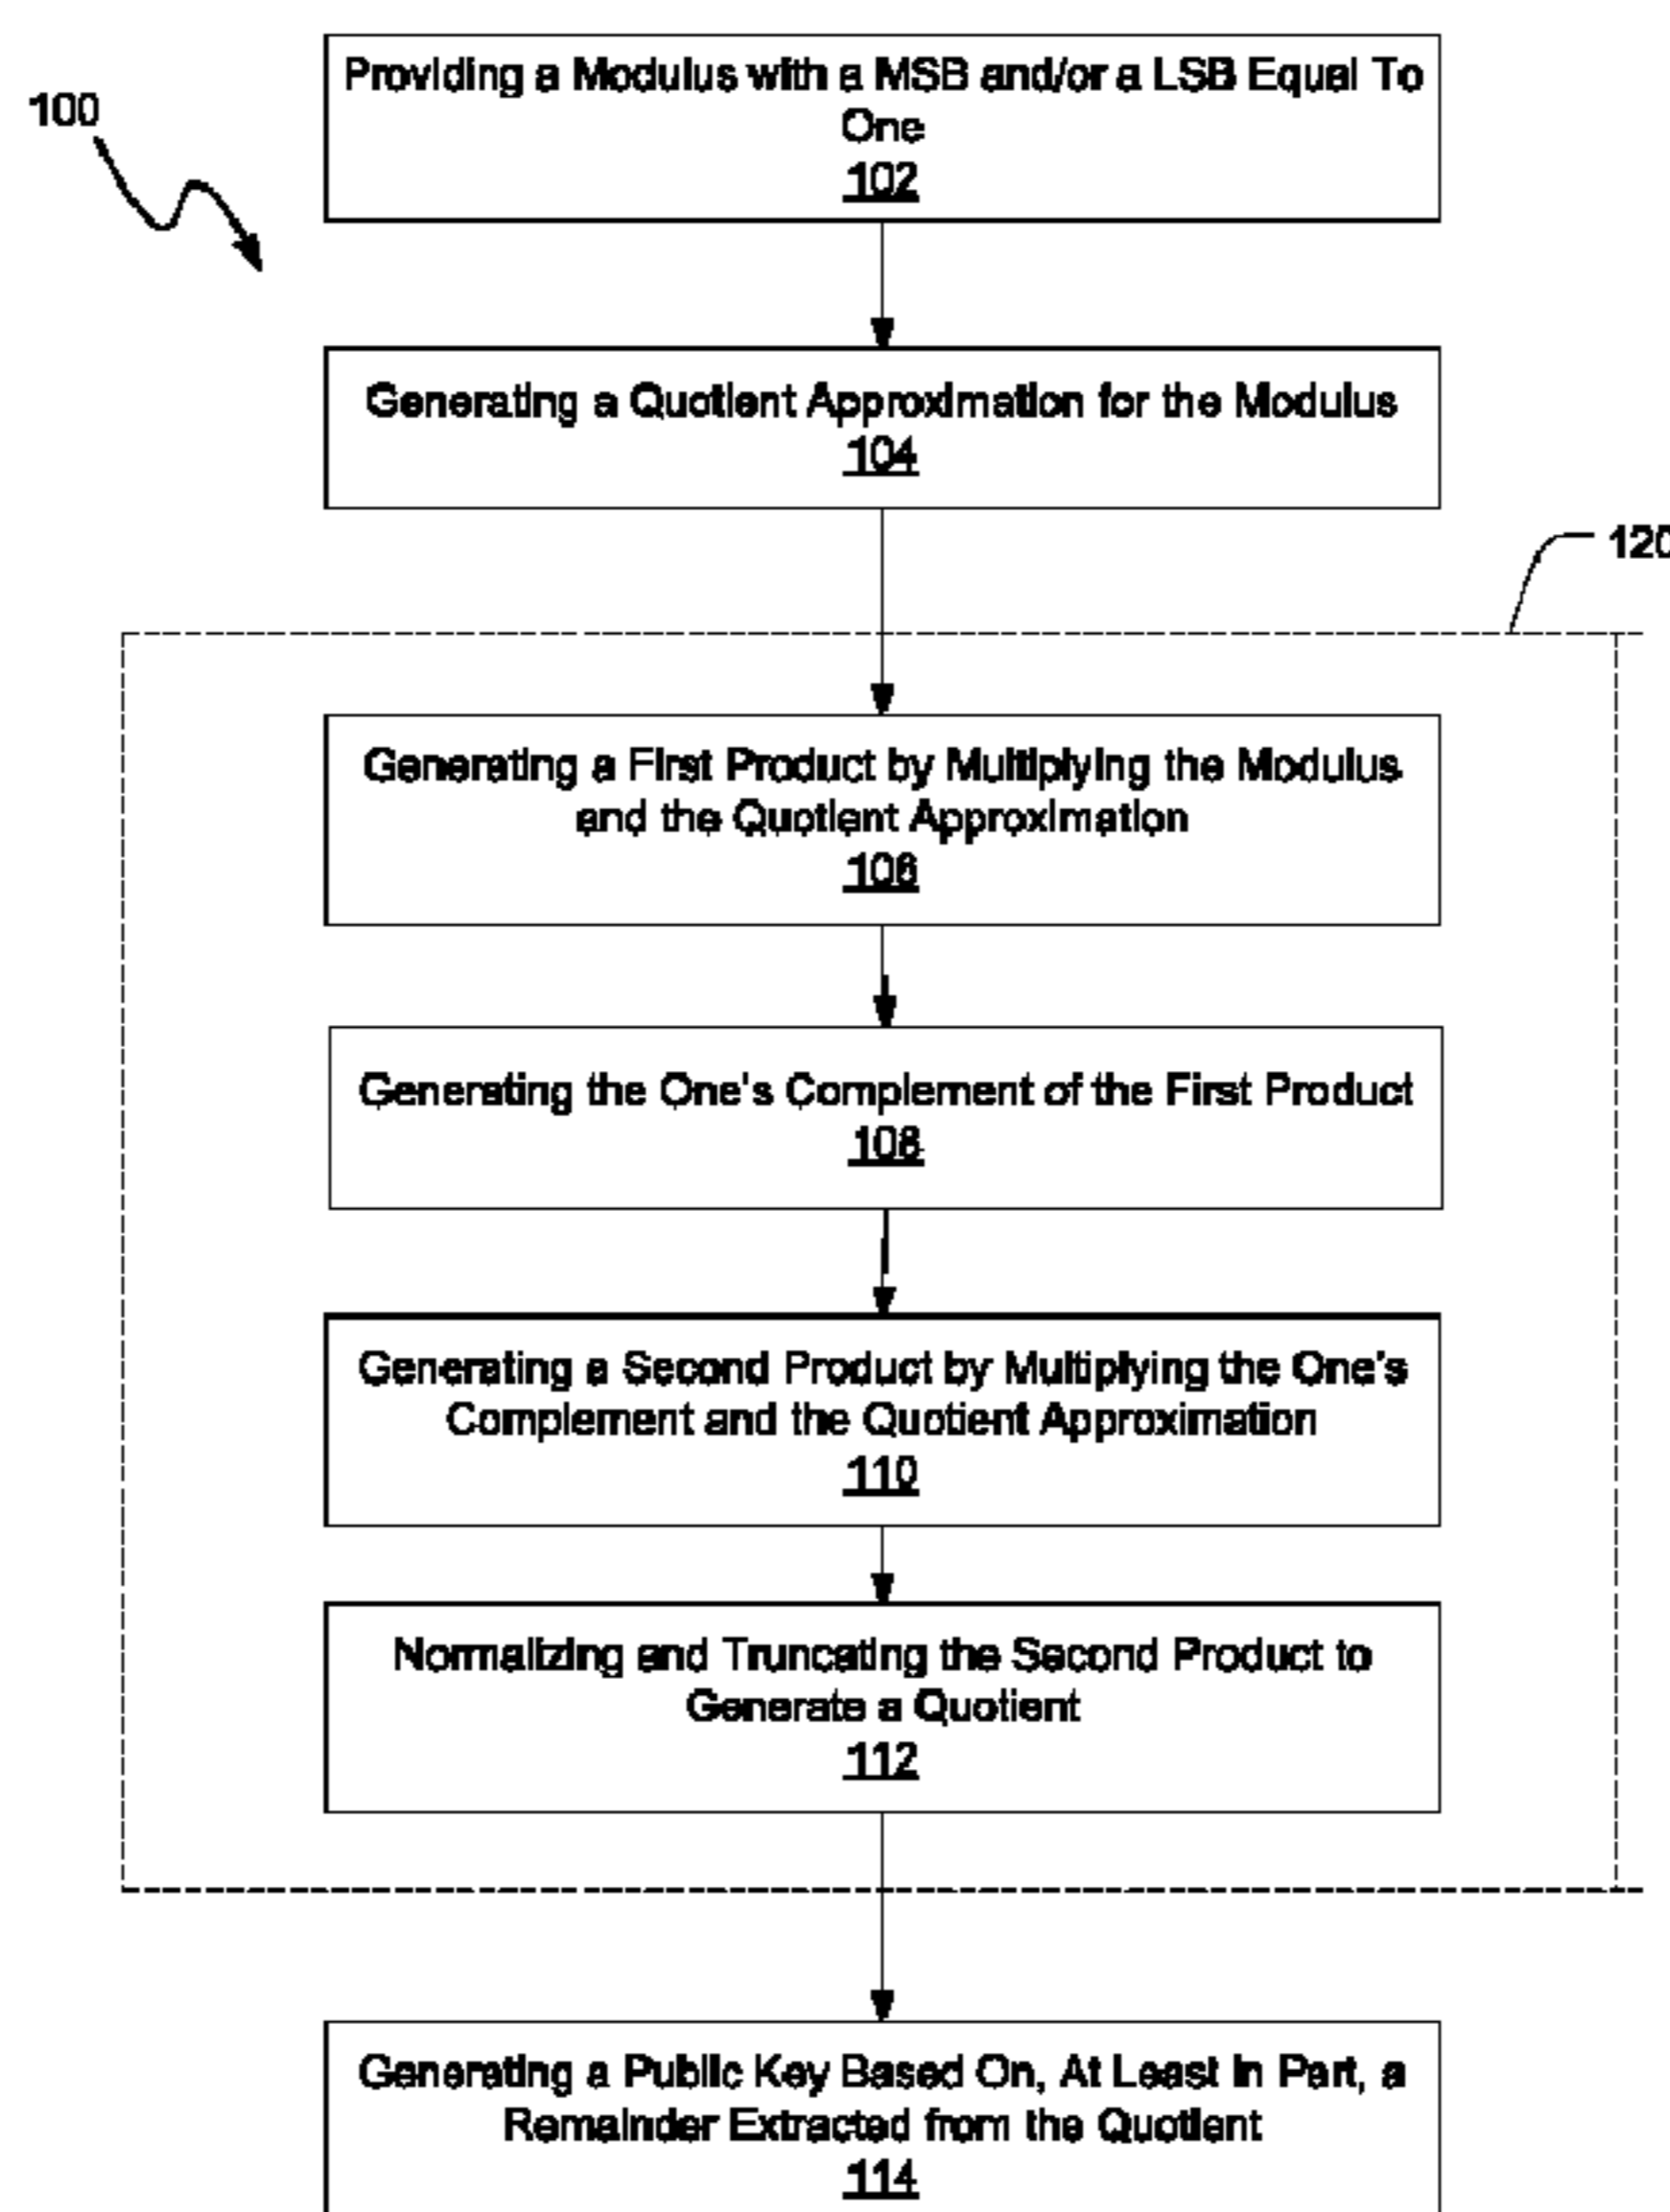 100
Providing a Modulus with a MSB and/or a LSB Equal To
One
102
Generating a Quotient Approximation for the Modulus
104
120
Generating a First Product by Multiplying the Modulus
and the Quotient Approximation
106
Generating the One's Complement of the First Product
108
Generating a Second Product by Multiplying the One's
Complement and the Quotient Approximation
110
Normalizing and Truncating the Second Product to
Generate a Quotient
112
Generating a Public Key Based On, At Least In Part, a
Remainder Extracted from the Quotient
114